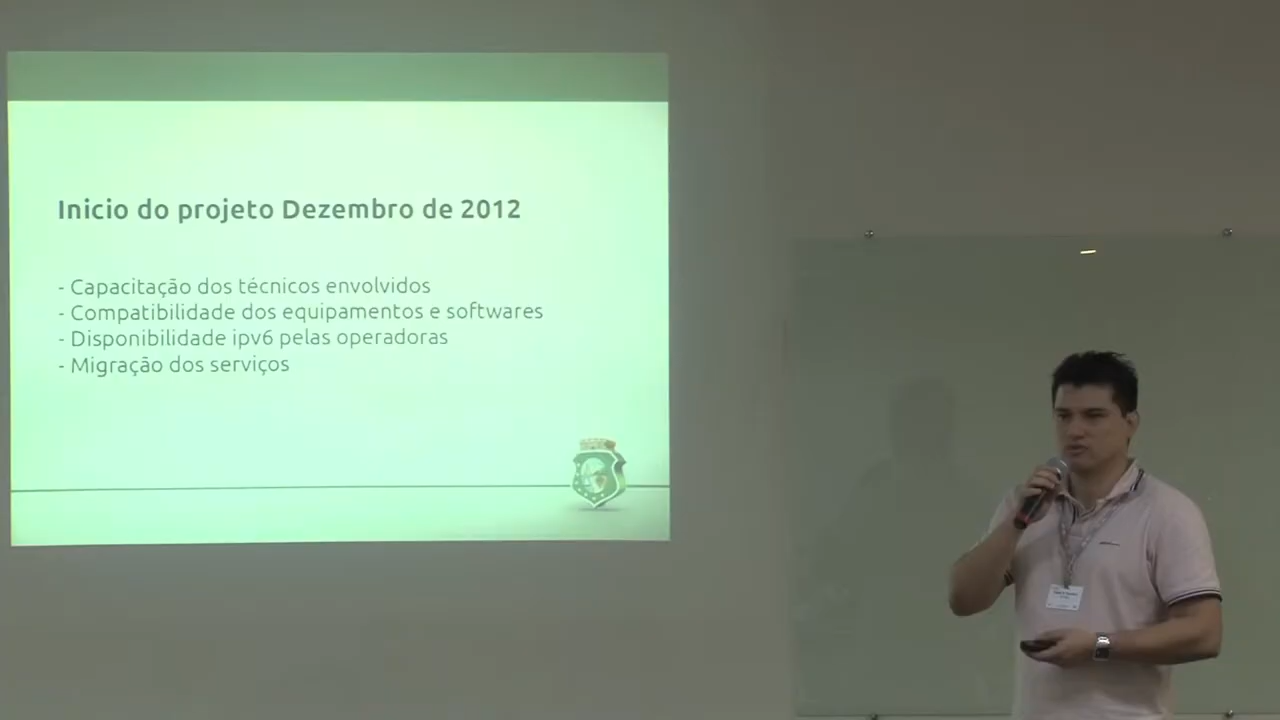 Inicio do projeto Dezembro de 2012
- Capacitação dos técnicos envolvidos
- Compatibilidade dos equipamentos e softwares
- Disponibilidade ipv6 pelas operadoras
- Migração dos serviços